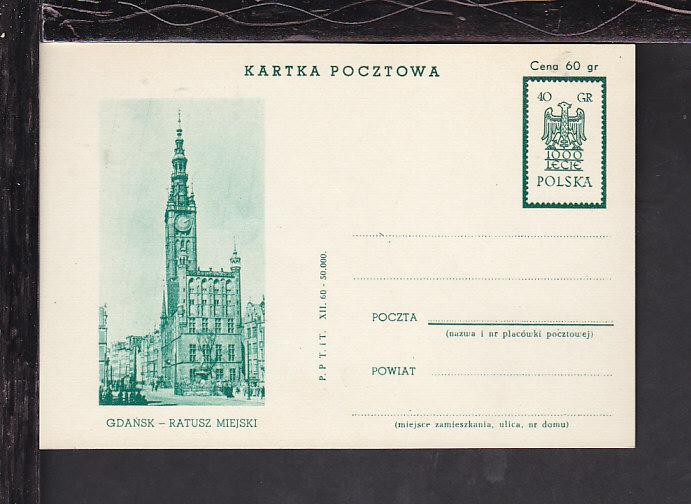 KARTKA POCZTOWA
Cena 60 gr
40 GR
1000
LECIE
POLSKA
P. P T. i T. XII. 60 - 50.000.
POCZTA
(nazwa i nr placówki pocztowej)
POWIAT
(miejsce zamieszkania, ulica, nr domu)
GDAŃSK – RATUSZ MIEJSKI